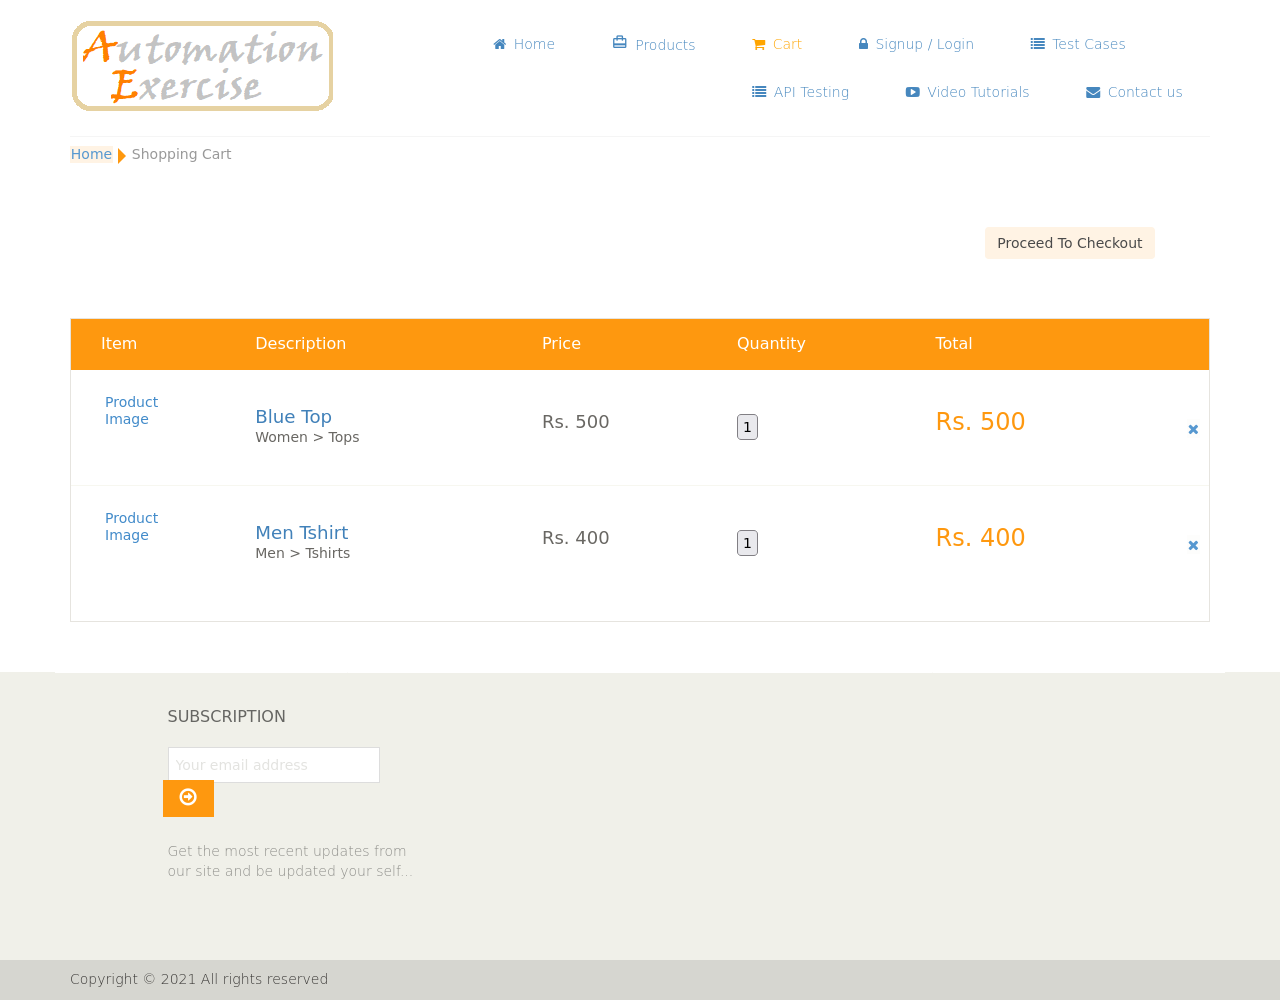 Automation
Exercise
Home Products Cart Signup / Login Test Cases
API Testing Video Tutorials Contact us
Home Shopping Cart
Proceed To Checkout
Item Description Price Quantity Total
Product
Image
Blue Top
Women > Tops
Rs. 500
1
Rs. 500
Product
Image
Men Tshirt
Men > Tshirts
Rs. 400
1
Rs. 400
SUBSCRIPTION
Your email address
Get the most recent updates from
our site and be updated your self...
Copyright © 2021 All rights reserved